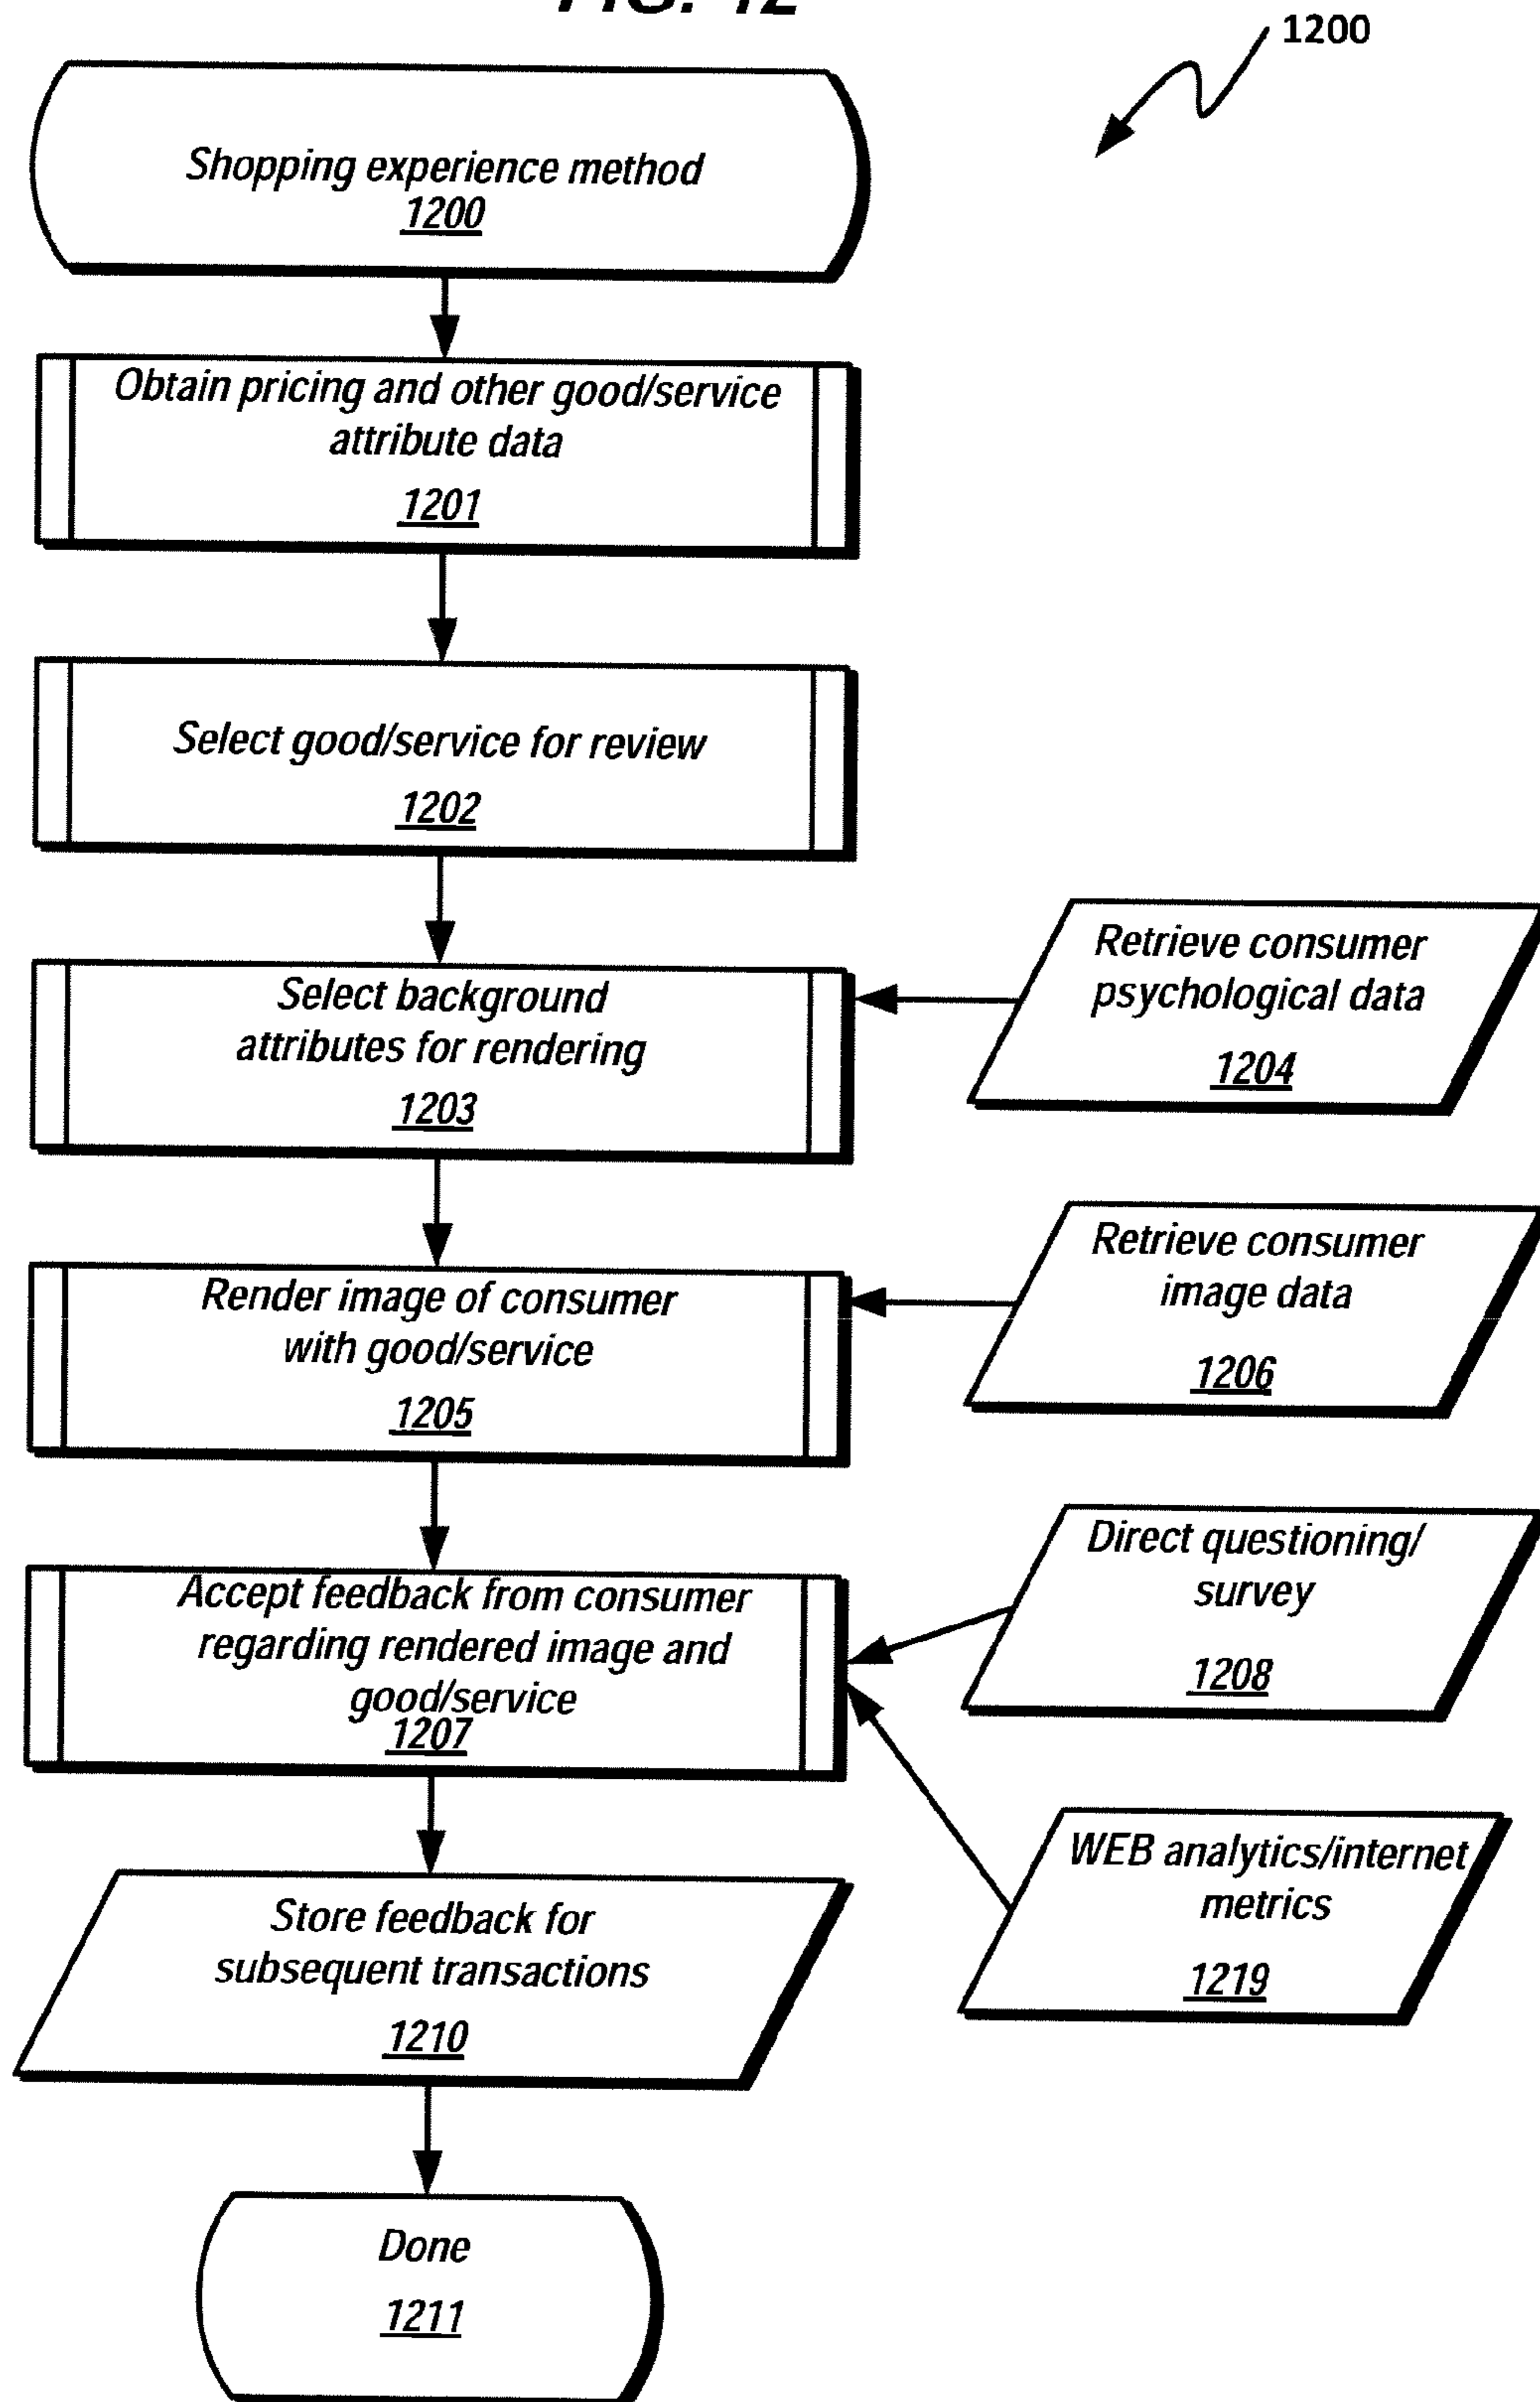 FIG. 12
1200
Shopping experience method
1200
Obtain pricing and other good/service
attribute data
1201
Select good/service for review
1202
Select background
attributes for rendering
1203
Retrieve consumer
psychological data
1204
Render image of consumer
with good/service
1205
Retrieve consumer
image data
1206
Accept feedback from consumer
regarding rendered image and
good/service
1207
Direct questioning/
survey
1208
WEB analytics/internet
metrics
1219
Store feedback for
subsequent transactions
1210
Done
1211